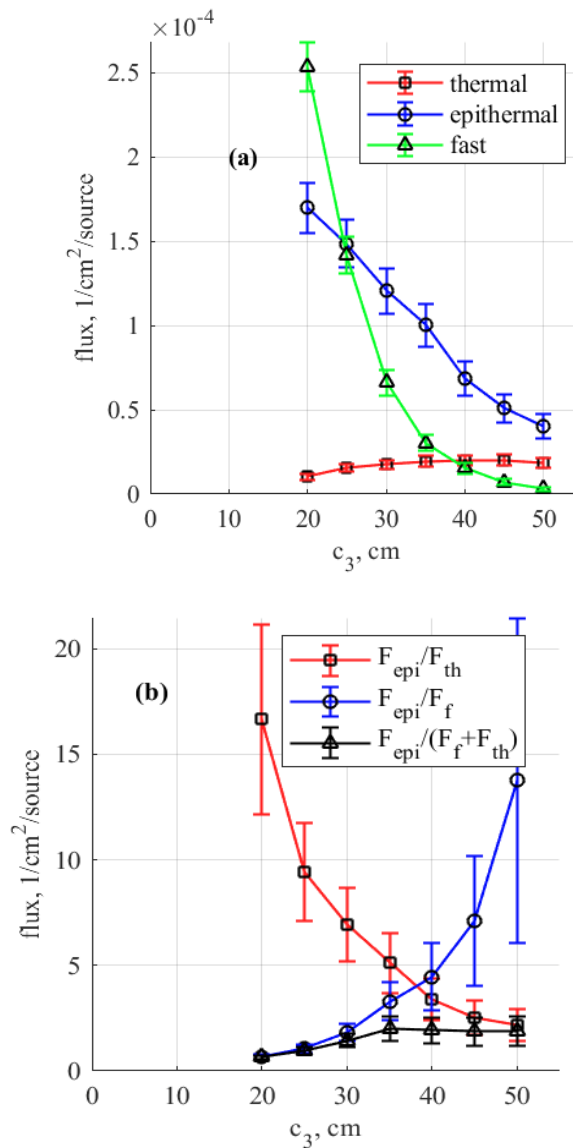 ×10⁻⁴
2.5
2
1.5
1
0.5
0
flux, 1/cm²/source
(a)
thermal
epithermal
fast
0 10 20 30 40 50
c₃, cm
20
15
10
5
0
flux, 1/cm²/source
(b)
F_epi/F_th
F_epi/F_f
F_epi/(F_f+F_th)
0 10 20 30 40 50
c₃, cm